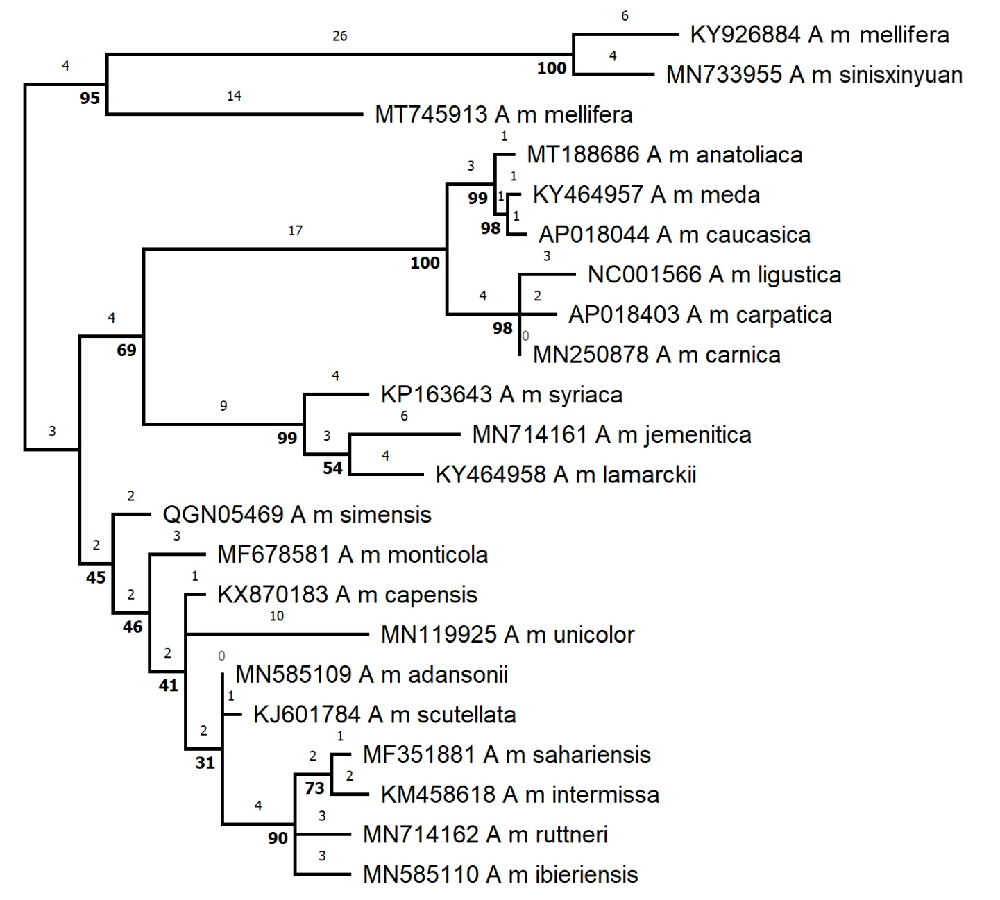 6
26
KY926884 A m mellifera
4
4
100
MN733955 A m sinisxinyuan
95
14
MT745913 A m mellifera
1
MT188686 A m anatoliaca
3
1
99
1
KY464957 A m meda
1
98
AP018044 A m caucasica
17
3
100
NC001566 A m ligustica
4
2
AP018403 A m carpatica
4
98
0
69
MN250878 A m carnica
4
KP163643 A m syriaca
9
6
3
99
3
MN714161 A m jemenitica
4
54
KY464958 A m lamarckii
2
QGN05469 A m simensis
3
2
MF678581 A m monticola
45
1
2
KX870183 A m capensis
10
46
MN119925 A m unicolor
2
0
MN585109 A m adansonii
41
1
KJ601784 A m scutellata
2
1
31
2
MF351881 A m sahariensis
2
73
KM458618 A m intermissa
4
3
90
MN714162 A m ruttneri
3
MN585110 A m ibieriensis